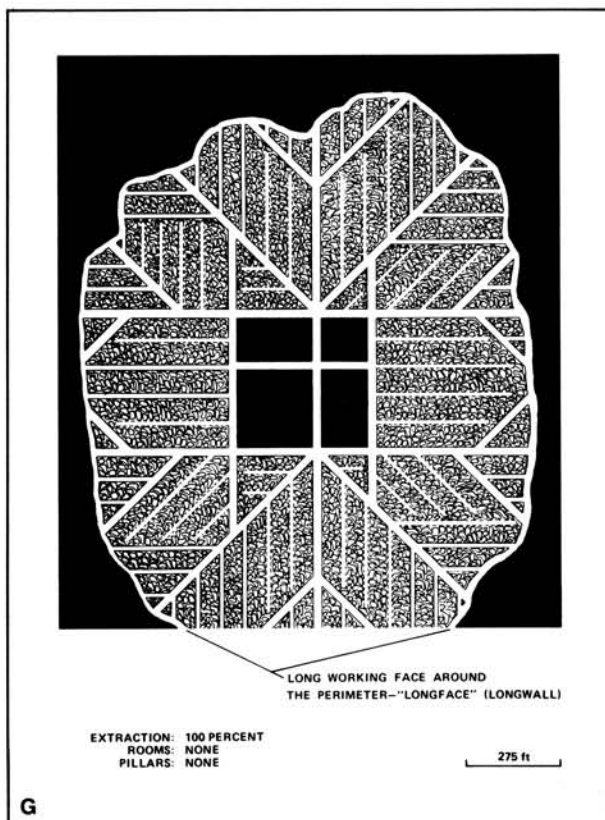 LONG WORKING FACE AROUND
THE PERIMETER–"LONGFACE" (LONGWALL)
EXTRACTION: 100 PERCENT
ROOMS: NONE
PILLARS: NONE
275 ft
G